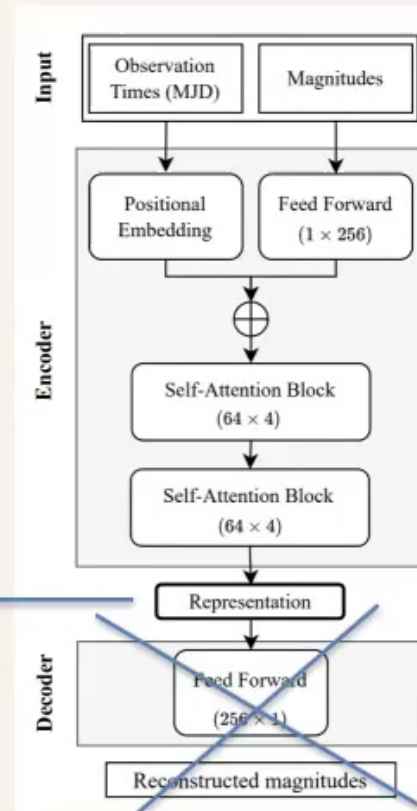 Input
Observation
Times (MJD)
Magnitudes
Encoder
Positional
Embedding
Feed Forward
(1 × 256)
Self-Attention Block
(64 × 4)
Self-Attention Block
(64 × 4)
Representation
Decoder
Feed Forward
(256 × 1)
Reconstructed magnitudes